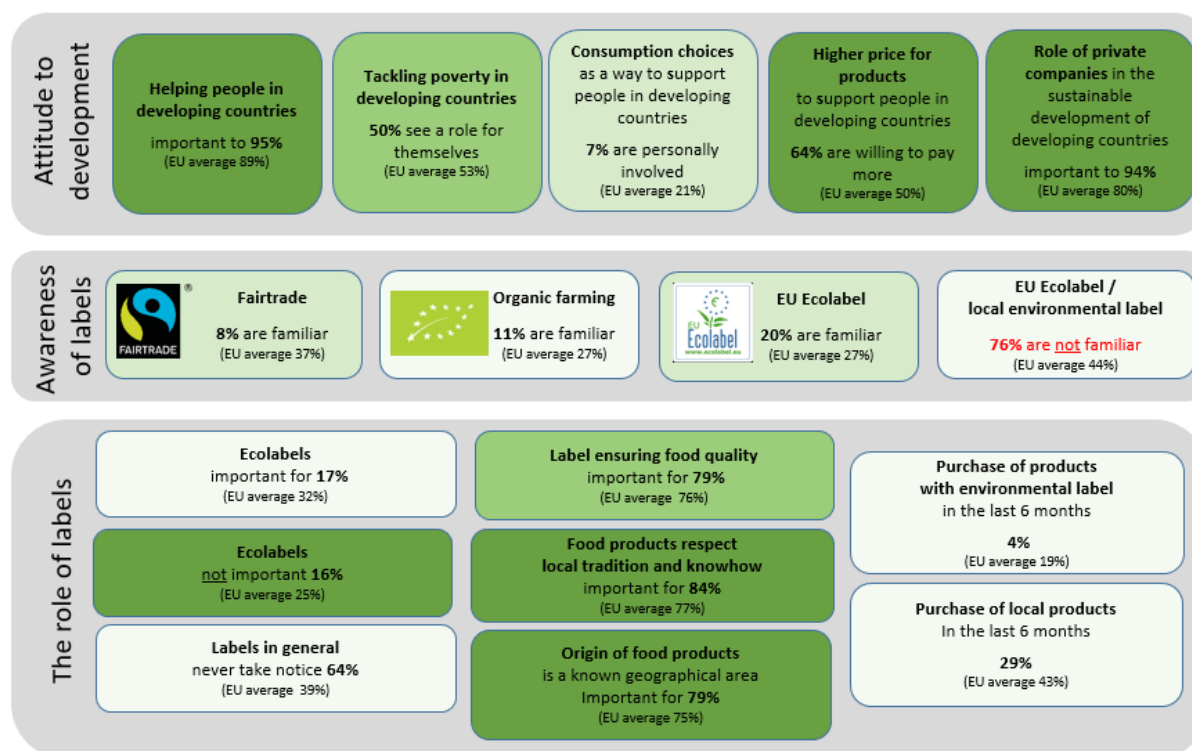 Attitude to
development
Helping people in
developing countries
important to 95%
(EU average 89%)
Tackling poverty in
developing countries
50% see a role for
themselves
(EU average 53%)
Consumption choices
as a way to support
people in developing
countries
7% are personally
involved
(EU average 21%)
Higher price for
products
to support people in
developing countries
64% are willing to pay
more
(EU average 50%)
Role of private
companies in the
sustainable
development of
developing countries
important to 94%
(EU average 80%)
Awareness
of labels
FAIRTRADE
®
Fairtrade
8% are familiar
(EU average 37%)
Organic farming
11% are familiar
(EU average 27%)
EU
Ecolabel
www.ecolabel.eu
EU Ecolabel
20% are familiar
(EU average 27%)
EU Ecolabel /
local environmental label
76% are not familiar
(EU average 44%)
The role of labels
Ecolabels
important for 17%
(EU average 32%)
Ecolabels
not important 16%
(EU average 25%)
Labels in general
never take notice 64%
(EU average 39%)
Label ensuring food quality
important for 79%
(EU average 76%)
Food products respect
local tradition and knowhow
important for 84%
(EU average 77%)
Origin of food products
is a known geographical area
Important for 79%
(EU average 75%)
Purchase of products
with environmental label
in the last 6 months
4%
(EU average 19%)
Purchase of local products
In the last 6 months
29%
(EU average 43%)